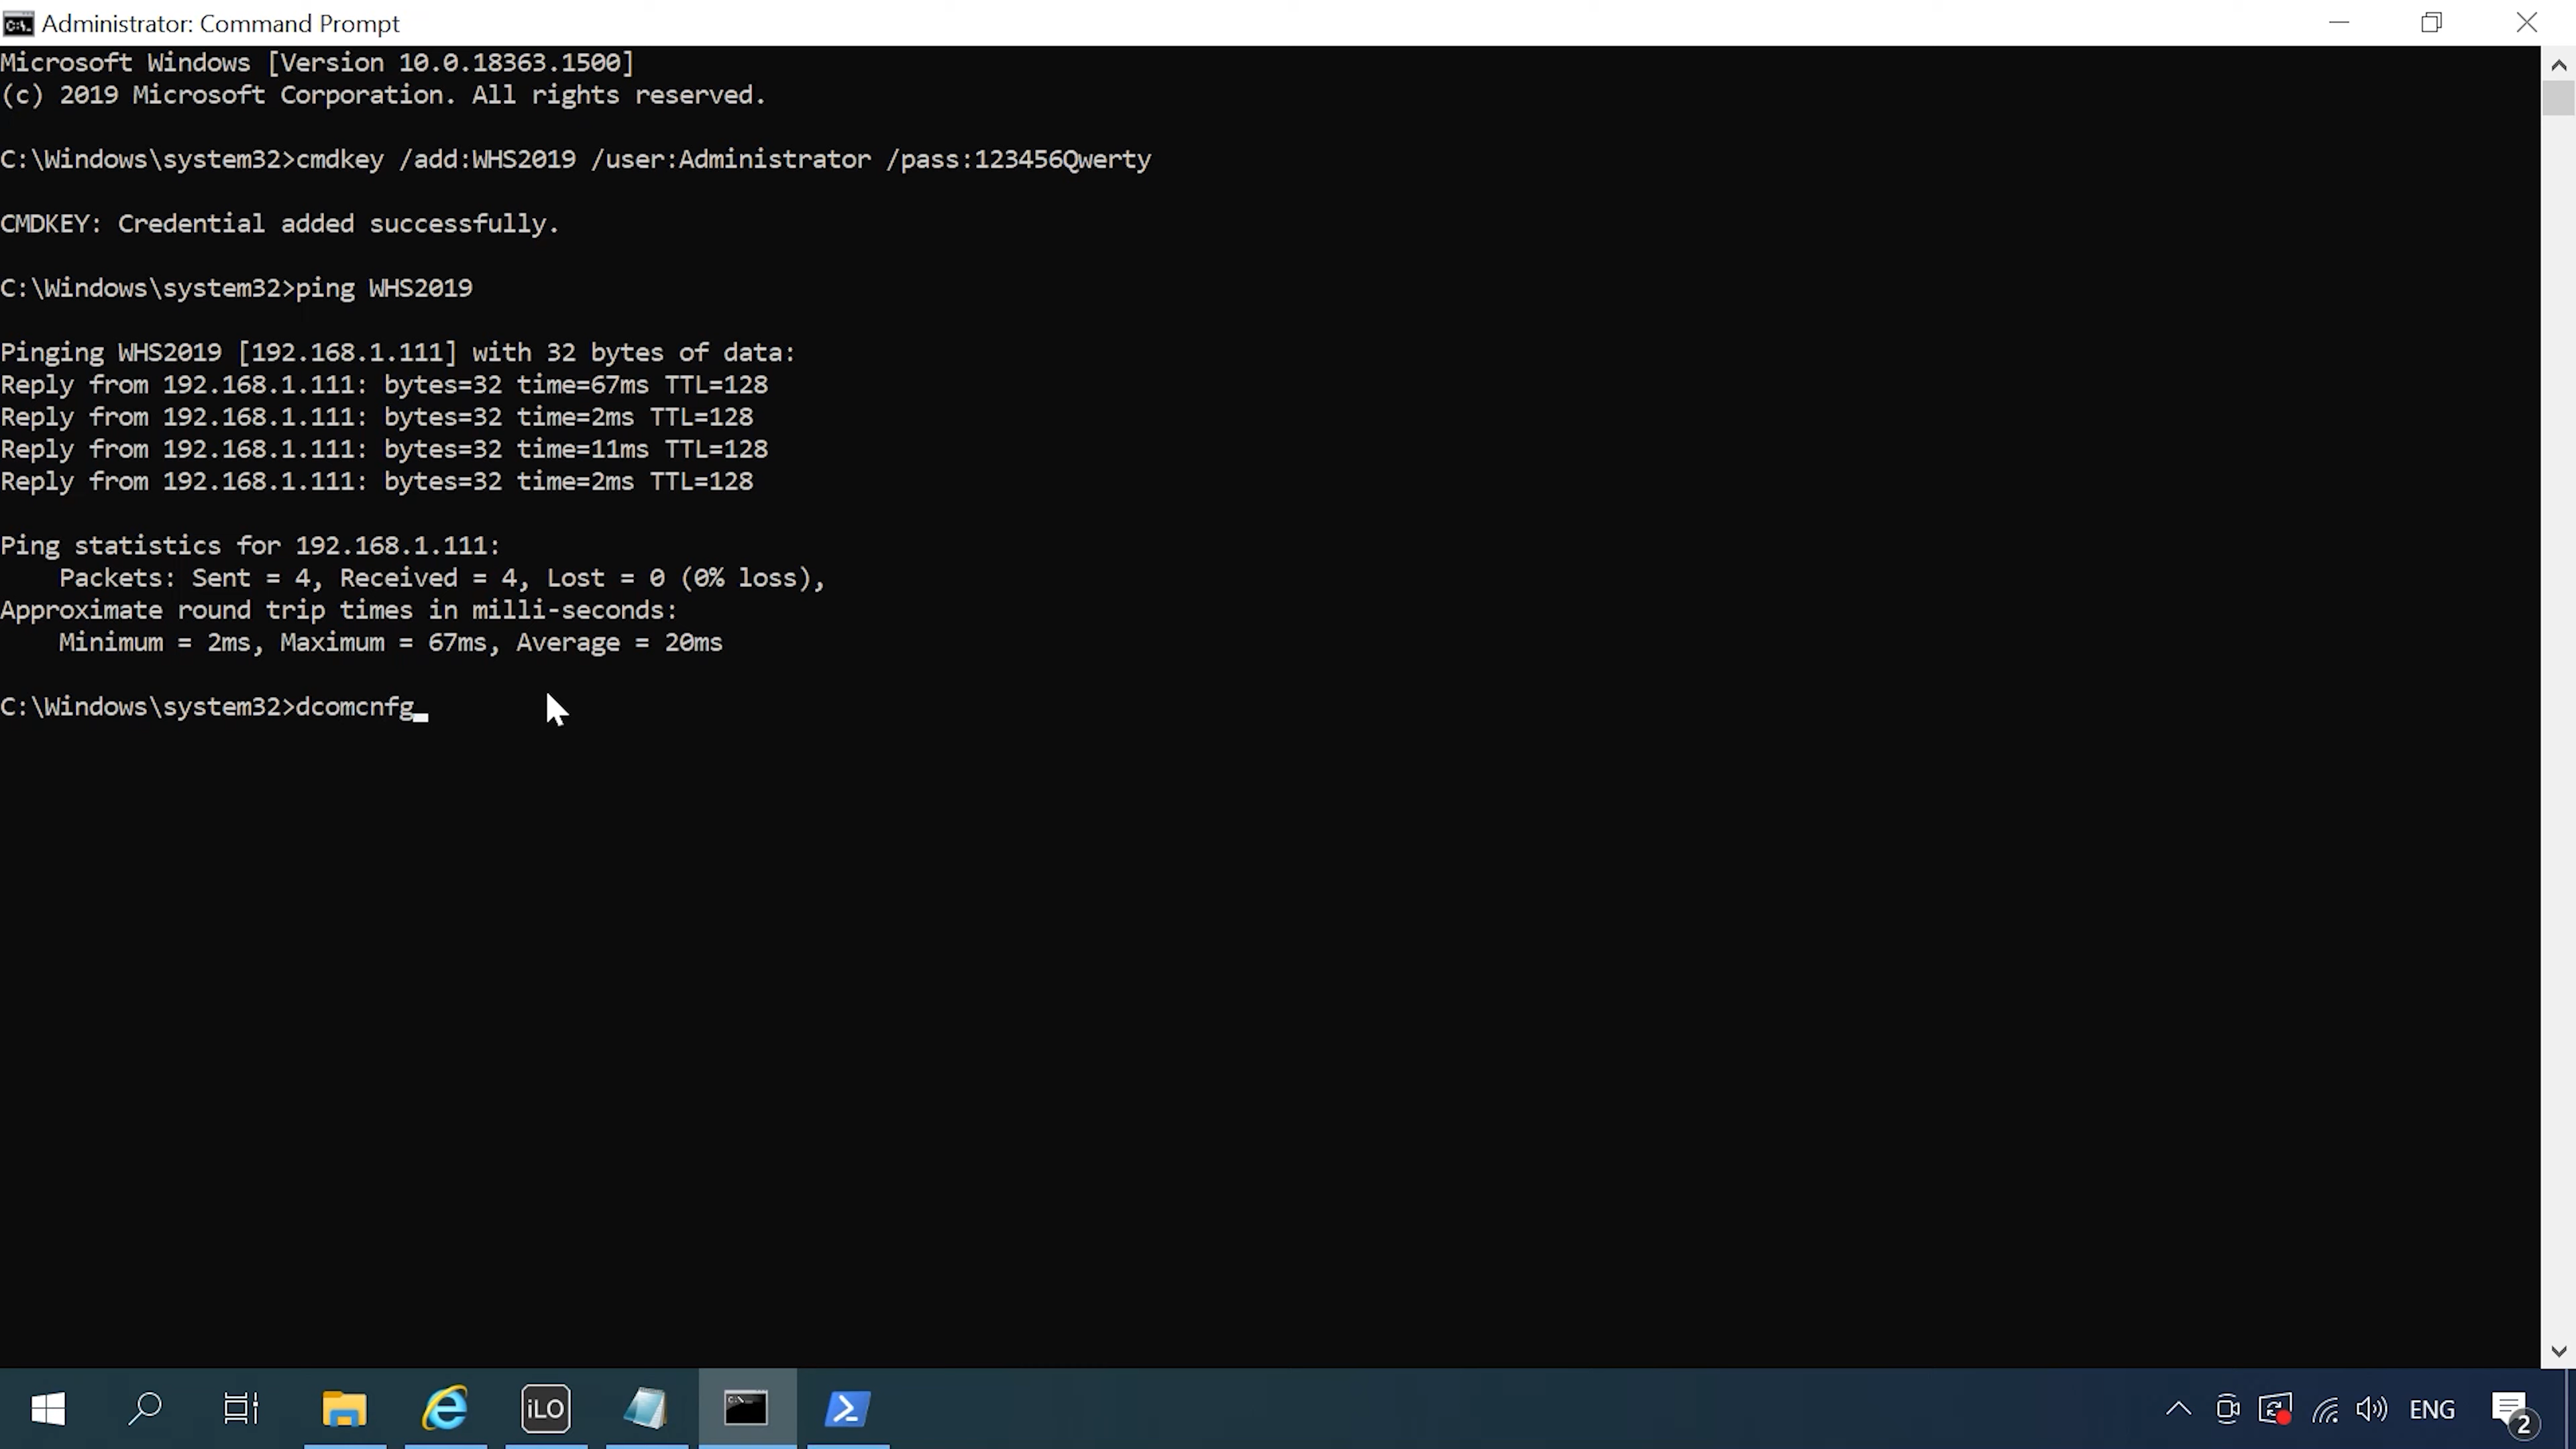 Administrator: Command Prompt
Microsoft Windows [Version 10.0.18363.1500]
(c) 2019 Microsoft Corporation. All rights reserved.
C:\Windows\system32>cmdkey /add:WHS2019 /user:Administrator /pass:123456Qwerty
CMDKEY: Credential added successfully.
C:\Windows\system32>ping WHS2019
Pinging WHS2019 [192.168.1.111] with 32 bytes of data:
Reply from 192.168.1.111: bytes=32 time=67ms TTL=128
Reply from 192.168.1.111: bytes=32 time=2ms TTL=128
Reply from 192.168.1.111: bytes=32 time=11ms TTL=128
Reply from 192.168.1.111: bytes=32 time=2ms TTL=128
Ping statistics for 192.168.1.111:
    Packets: Sent = 4, Received = 4, Lost = 0 (0% loss),
Approximate round trip times in milli-seconds:
    Minimum = 2ms, Maximum = 67ms, Average = 20ms
C:\Windows\system32>dcomcnfg_
iLO
ENG
2